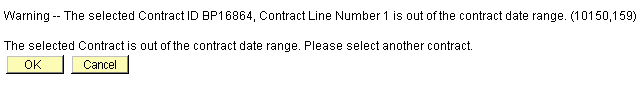 Warning -- The selected Contract ID BP16864, Contract Line Number 1 is out of the contract date range. (10150,159)
The selected Contract is out of the contract date range. Please select another contract.
OK Cancel